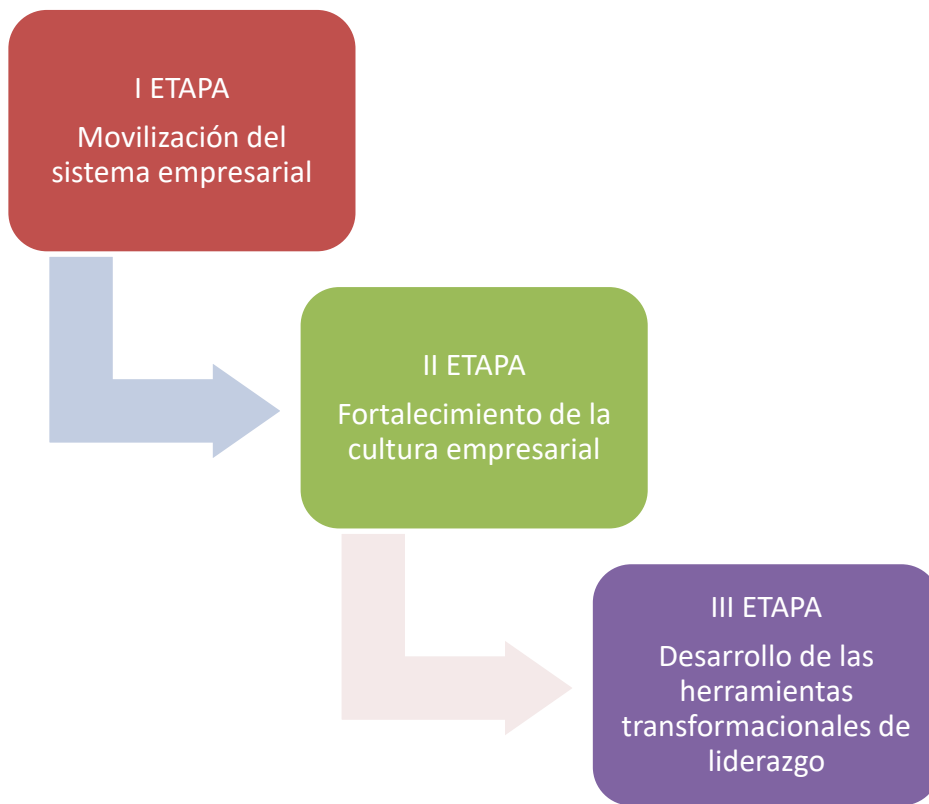 I ETAPA
Movilización del
sistema empresarial
II ETAPA
Fortalecimiento de la
cultura empresarial
III ETAPA
Desarrollo de las
herramientas
transformacionales de
liderazgo